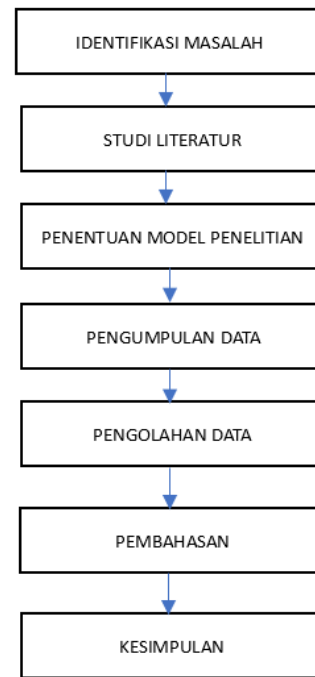 IDENTIFIKASI MASALAH
STUDI LITERATUR
PENENTUAN MODEL PENELITIAN
PENGUMPULAN DATA
PENGOLAHAN DATA
PEMBAHASAN
KESIMPULAN